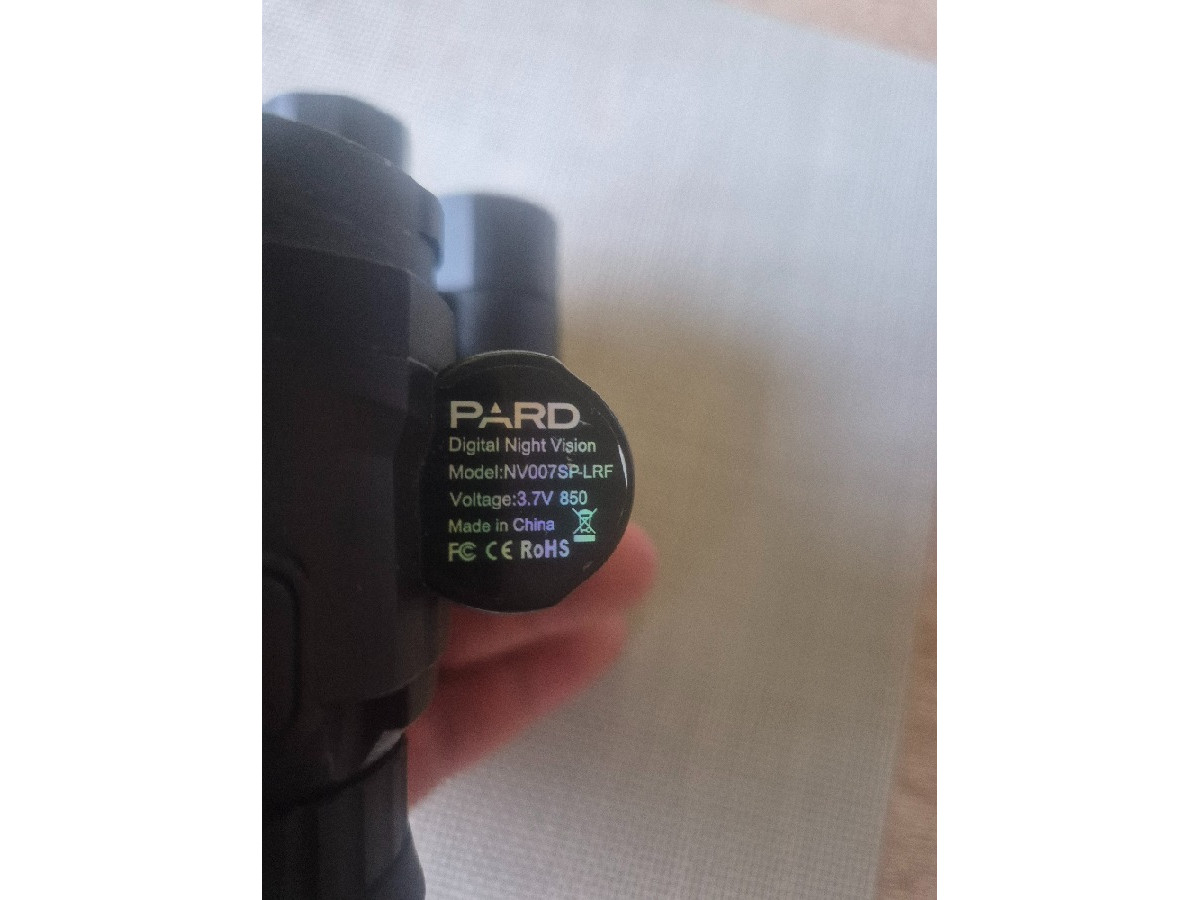 PARD
Digital Night Vision
Model:NV007SP-LRF
Voltage:3.7V 850
Made in China
FC CE RoHS